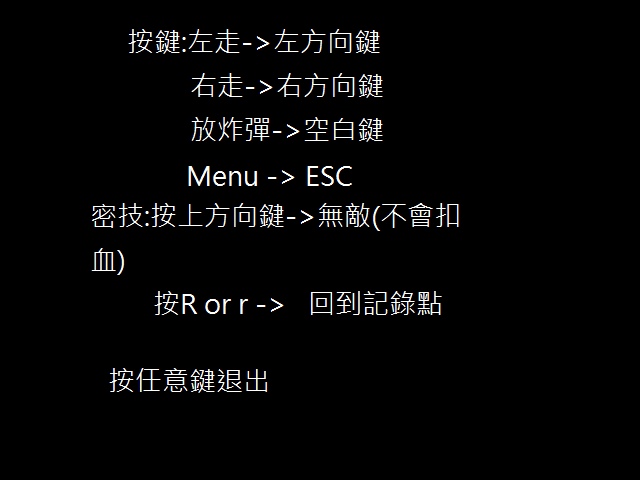 按鍵:左走->左方向鍵
右走->右方向鍵
放炸彈->空白鍵
Menu -> ESC
密技:按上方向鍵->無敵(不會扣
血)
按R or r -> 回到記錄點
按任意鍵退出